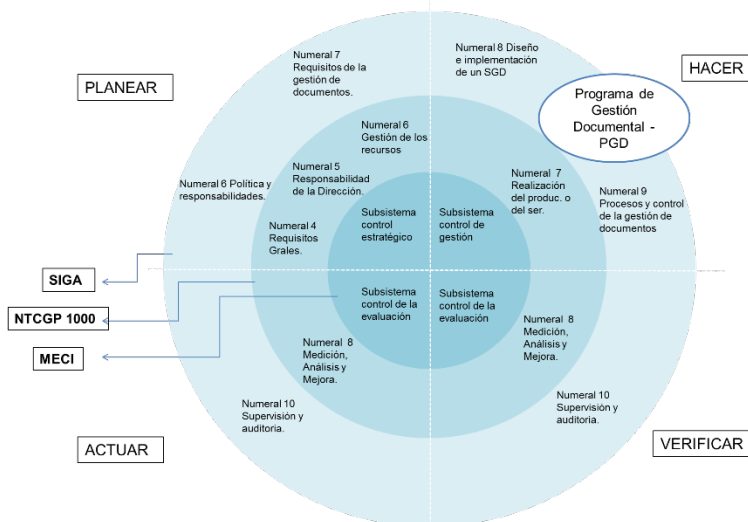 PLANEAR
Numeral 7
Requisitos de la
gestión de
documentos.
Numeral 8 Diseño
e implementación
de un SGD
HACER
Programa de
Gestión
Documental -
PGD
Numeral 6
Gestión de los
recursos
Numeral 5
Responsabilidad
de la Dirección.
Numeral 6 Política y
responsabilidades.
Numeral 4
Requisitos
Grales.
Numeral 7
Realización
del produc. o
del ser.
Numeral 9
Procesos y control
de la gestión de
documentos
Subsistema
control
estratégico
Subsistema
control de
gestión
SIGA
NTCGP 1000
MECI
Subsistema
control de la
evaluación
Subsistema
control de la
evaluación
Numeral 8
Medición,
Análisis y
Mejora.
Numeral 8
Medición,
Análisis y
Mejora.
Numeral 10
Supervisión y
auditoria.
Numeral 10
Supervisión y
auditoria.
ACTUAR
VERIFICAR